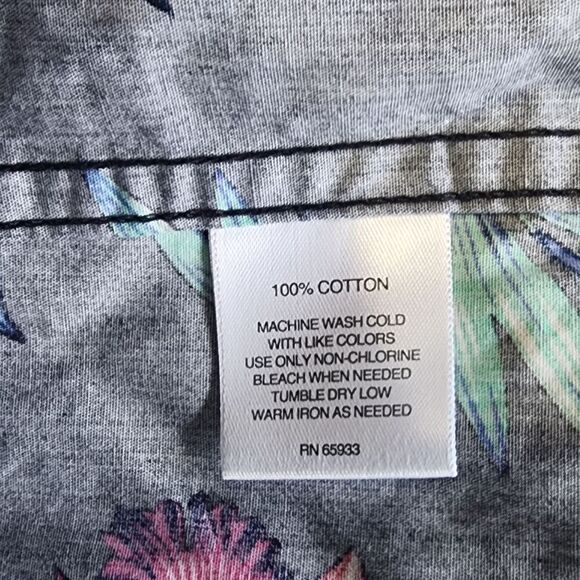 100% COTTON
MACHINE WASH COLD
WITH LIKE COLORS
USE ONLY NON-CHLORINE
BLEACH WHEN NEEDED
TUMBLE DRY LOW
WARM IRON AS NEEDED
RN 65933